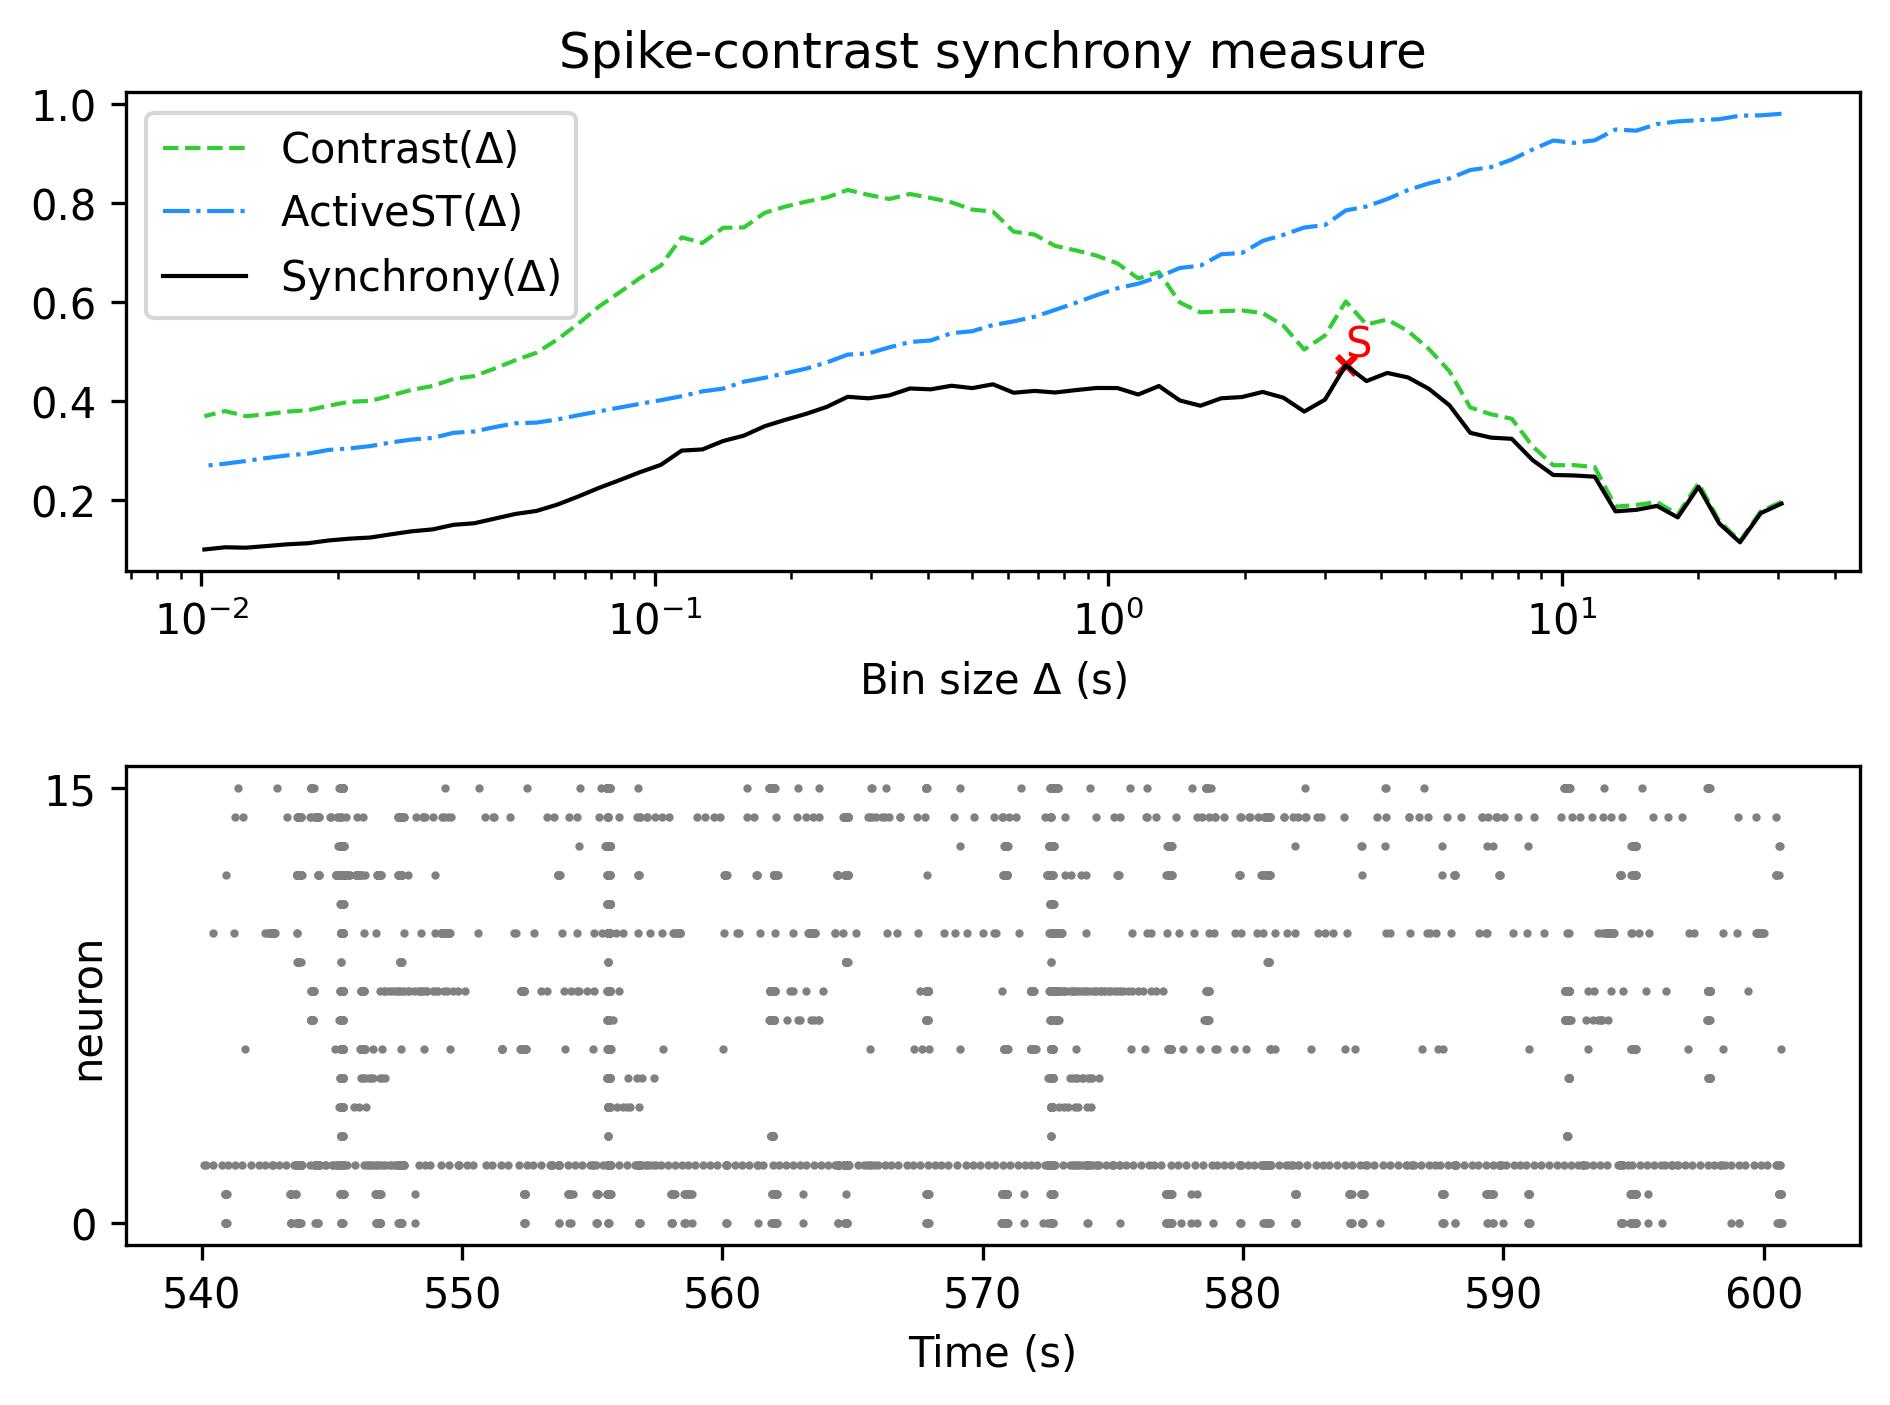 Spike-contrast synchrony measure
1.0
0.8
0.6
0.4
0.2
Contrast(Δ)
ActiveST(Δ)
Synchrony(Δ)
S
10⁻² 10⁻¹ 10⁰ 10¹
Bin size Δ (s)
15
0
neuron
540 550 560 570 580 590 600
Time (s)